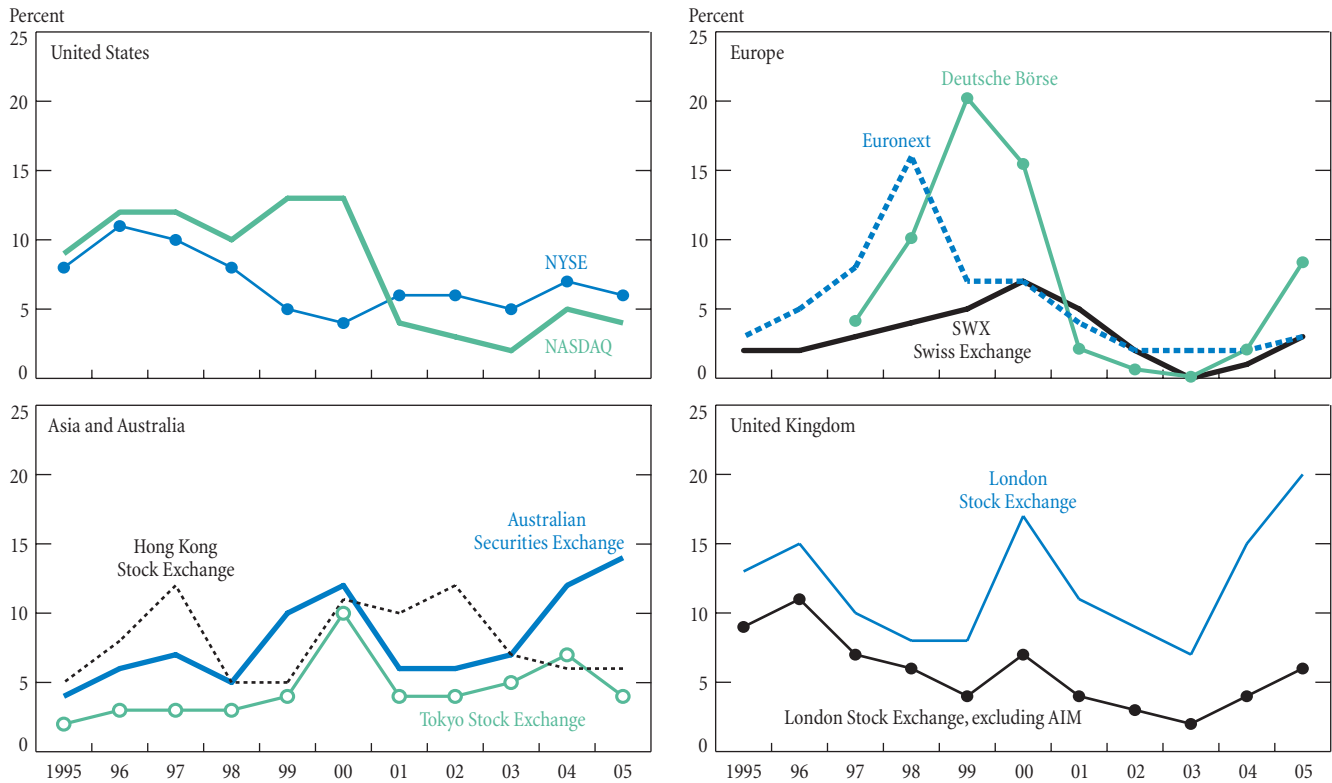 Percent
25
United States
20
15
10
NYSE
5
NASDAQ
0
Percent
25
Europe
Deutsche Börse
20
Euronext
15
10
5
SWX
Swiss Exchange
0
25
Asia and Australia
20
Australian
Securities Exchange
Hong Kong
Stock Exchange
15
10
5
Tokyo Stock Exchange
0
1995 96 97 98 99 00 01 02 03 04 05
25
United Kingdom
20
London
Stock Exchange
15
10
5
London Stock Exchange, excluding AIM
0
1995 96 97 98 99 00 01 02 03 04 05